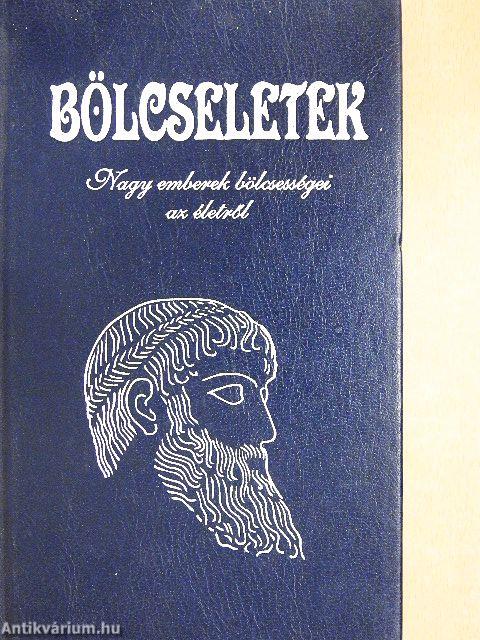 BÖLCSELETEK
Nagy emberek bölcsességei
az életről
Antikvárium.hu